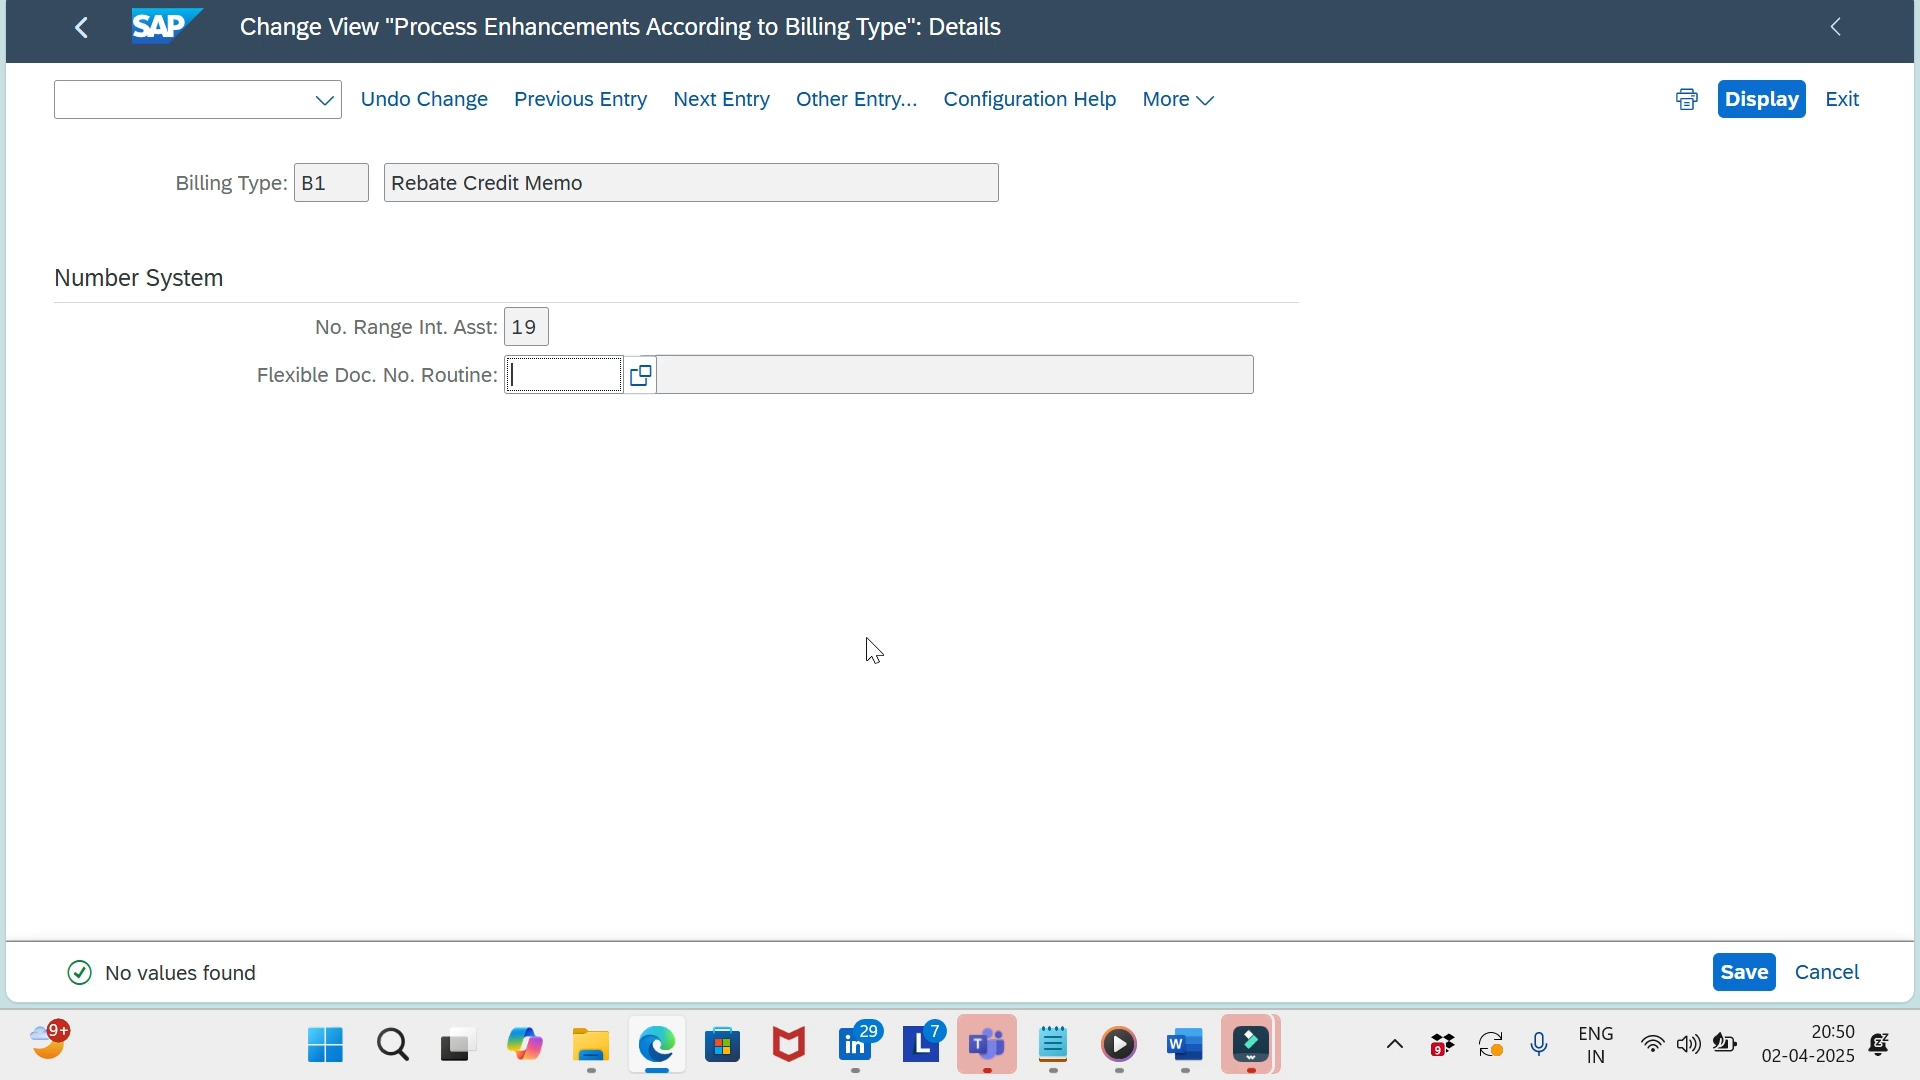 SAP Change View "Process Enhancements According to Billing Type": Details
Undo Change Previous Entry Next Entry Other Entry... Configuration Help More Display Exit
Billing Type: B1 Rebate Credit Memo
Number System
No. Range Int. Asst: 19
Flexible Doc. No. Routine:
No values found Save Cancel
9+
29
in
L
7
T
W
9
ENG
IN
20:50
02-04-2025